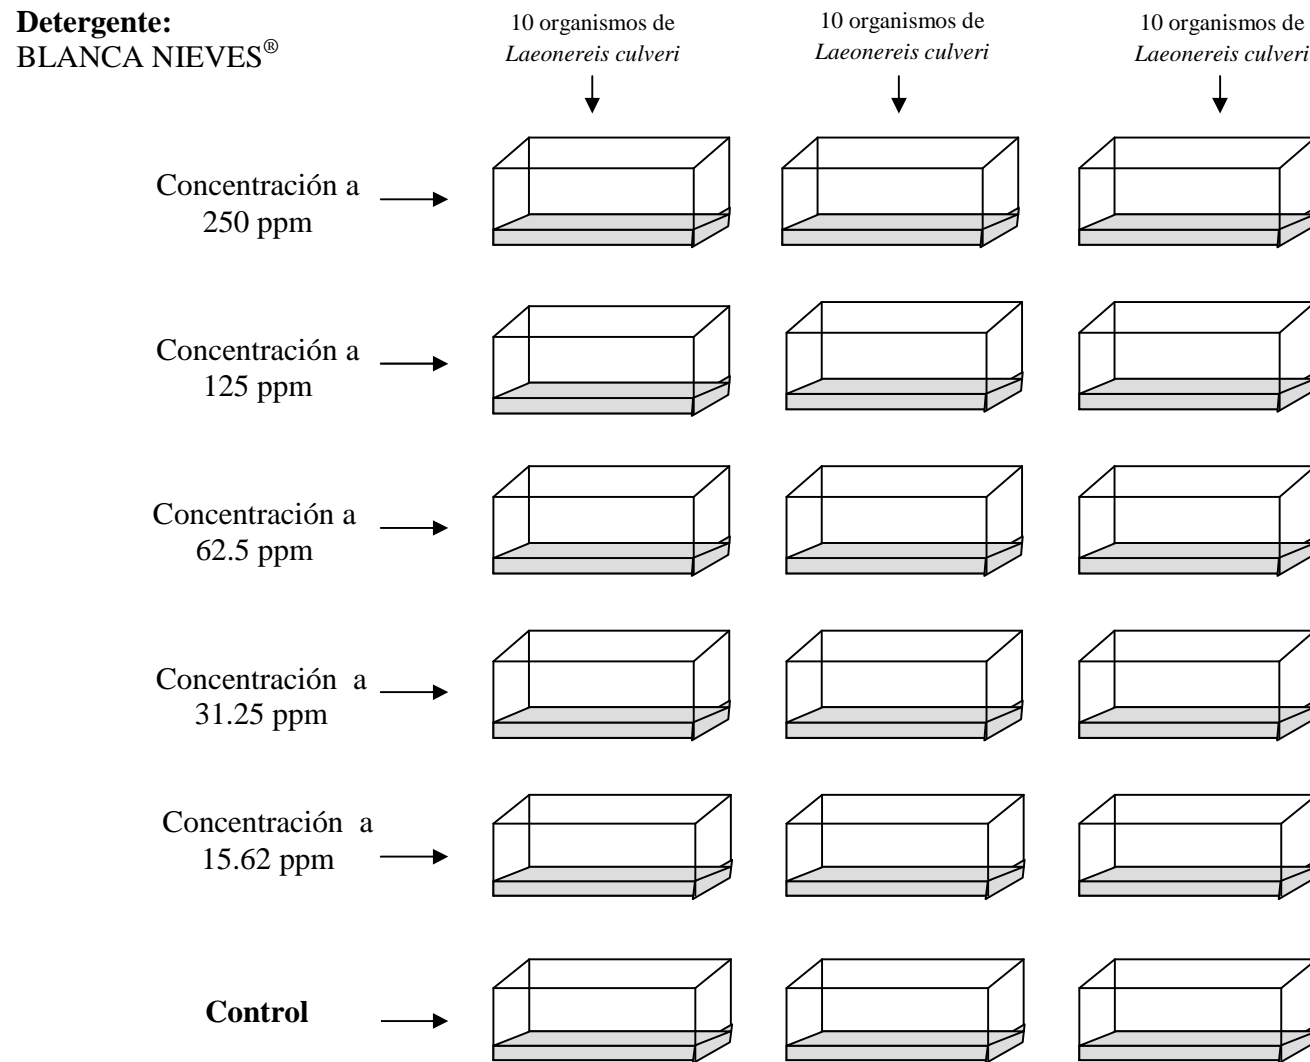 Detergente:
BLANCA NIEVES®
10 organismos de
Laeonereis culveri
10 organismos de
Laeonereis culveri
10 organismos de
Laeonereis culveri
Concentración a
250 ppm
Concentración a
125 ppm
Concentración a
62.5 ppm
Concentración  a
31.25 ppm
Concentración  a
15.62 ppm
Control